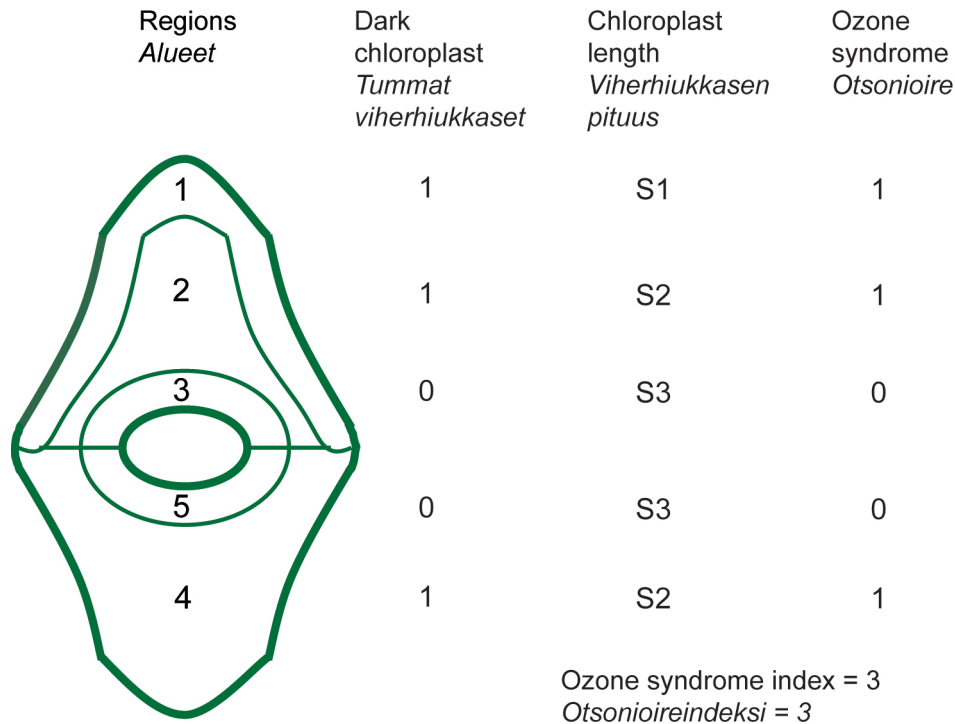 Regions
Alueet
Dark
chloroplast
Tummat
viherhiukkaset
Chloroplast
length
Viherhiukkasen
pituus
Ozone
syndrome
Otsonioire
1 1 S1 1
2 1 S2 1
3 0 S3 0
5 0 S3 0
4 1 S2 1
Ozone syndrome index = 3
Otsonioireindeksi = 3